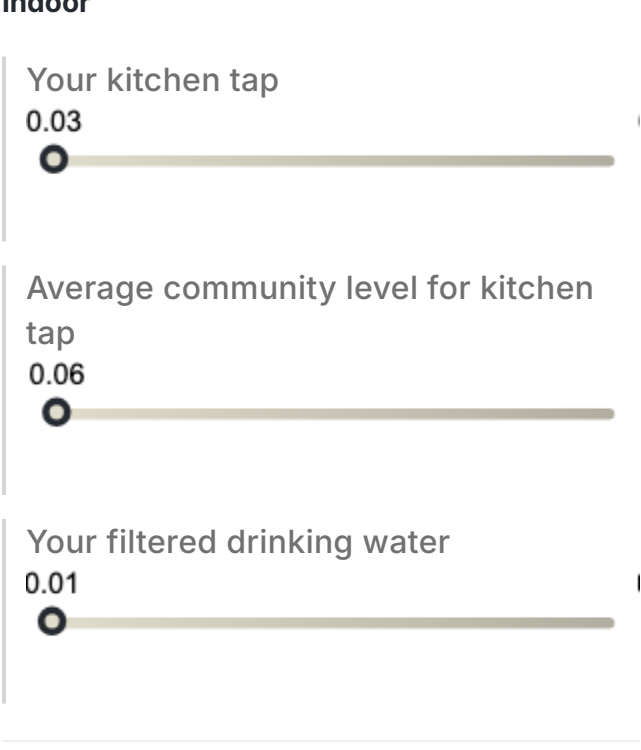 Indoor
Your kitchen tap
0.03
Average community level for kitchen
tap
0.06
Your filtered drinking water
0.01